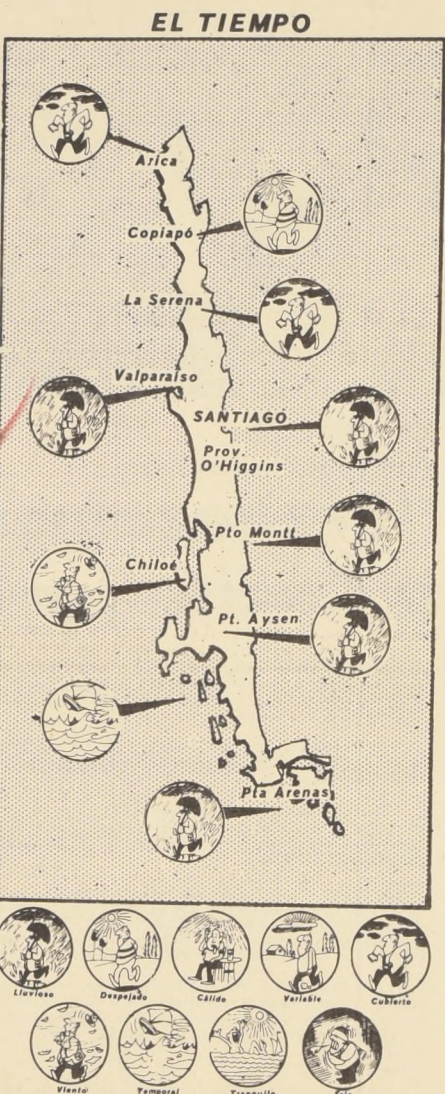 EL TIEMPO
Arica
Copiapó
La Serena
Valparaíso
SANTIAGO
Prov.
O'Higgins
Pto Montt
Chiloé
Pt. Aysen
Pta Arenas
Lluvioso
Despejado
Cálido
Variable
Cubierto
Viento
Temporal
Tranquilo